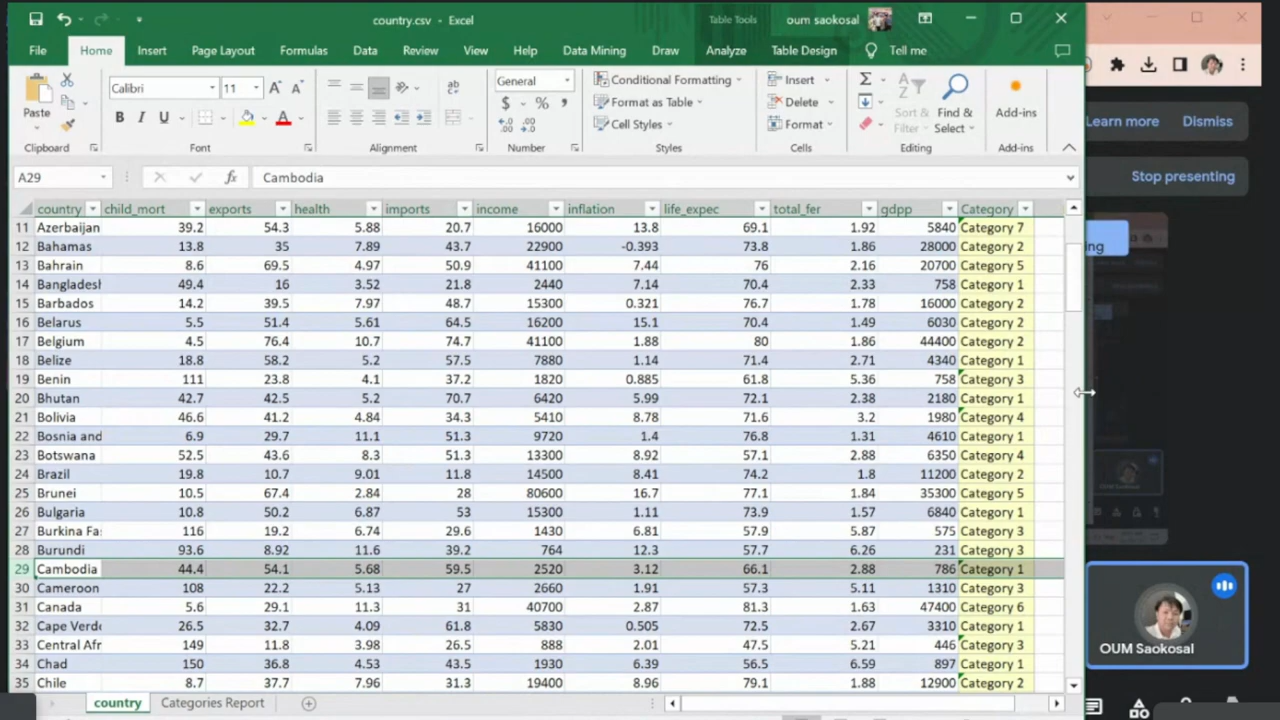 country.csv - Excel
Table Tools
oum saokosal
File Home Insert Page Layout Formulas Data Review View Help Data Mining Draw Analyze Table Design Tell me
Paste
Calibri 11
B I U
A A
General
$ % ,
Conditional Formatting
Format as Table
Cell Styles
Insert
Delete
Format
Sort & Filter
Find & Select
Add-ins
Clipboard Font Alignment Number Styles Cells Editing Add-ins
Learn more Dismiss
Stop presenting
A29 fx Cambodia
country child_mort exports health imports income inflation life_expec total_fer gdpp Category
11 Azerbaijan 39.2 54.3 5.88 20.7 16000 13.8 69.1 1.92 5840 Category 7
12 Bahamas 13.8 35 7.89 43.7 22900 -0.393 73.8 1.86 28000 Category 2
13 Bahrain 8.6 69.5 4.97 50.9 41100 7.44 76 2.16 20700 Category 5
14 Bangladesh 49.4 16 3.52 21.8 2440 7.14 70.4 2.33 758 Category 1
15 Barbados 14.2 39.5 7.97 48.7 15300 0.321 76.7 1.78 16000 Category 2
16 Belarus 5.5 51.4 5.61 64.5 16200 15.1 70.4 1.49 6030 Category 2
17 Belgium 4.5 76.4 10.7 74.7 41100 1.88 80 1.86 44400 Category 2
18 Belize 18.8 58.2 5.2 57.5 7880 1.14 71.4 2.71 4340 Category 1
19 Benin 111 23.8 4.1 37.2 1820 0.885 61.8 5.36 758 Category 3
20 Bhutan 42.7 42.5 5.2 70.7 6420 5.99 72.1 2.38 2180 Category 1
21 Bolivia 46.6 41.2 4.84 34.3 5410 8.78 71.6 3.2 1980 Category 4
22 Bosnia and 6.9 29.7 11.1 51.3 9720 1.4 76.8 1.31 4610 Category 1
23 Botswana 52.5 43.6 8.3 51.3 13300 8.92 57.1 2.88 6350 Category 4
24 Brazil 19.8 10.7 9.01 11.8 14500 8.41 74.2 1.8 11200 Category 2
25 Brunei 10.5 67.4 2.84 28 80600 16.7 77.1 1.84 35300 Category 5
26 Bulgaria 10.8 50.2 6.87 53 15300 1.11 73.9 1.57 6840 Category 1
27 Burkina Fa 116 19.2 6.74 29.6 1430 6.81 57.9 5.87 575 Category 3
28 Burundi 93.6 8.92 11.6 39.2 764 12.3 57.7 6.26 231 Category 3
29 Cambodia 44.4 54.1 5.68 59.5 2520 3.12 66.1 2.88 786 Category 1
30 Cameroon 108 22.2 5.13 27 2660 1.91 57.3 5.11 1310 Category 3
31 Canada 5.6 29.1 11.3 31 40700 2.87 81.3 1.63 47400 Category 6
32 Cape Verde 26.5 32.7 4.09 61.8 5830 0.505 72.5 2.67 3310 Category 1
33 Central Afr 149 11.8 3.98 26.5 888 2.01 47.5 5.21 446 Category 3
34 Chad 150 36.8 4.53 43.5 1930 6.39 56.5 6.59 897 Category 1
35 Chile 8.7 37.7 7.96 31.3 19400 8.96 79.1 1.88 12900 Category 2
country Categories Report
ing
OUM Saokosal